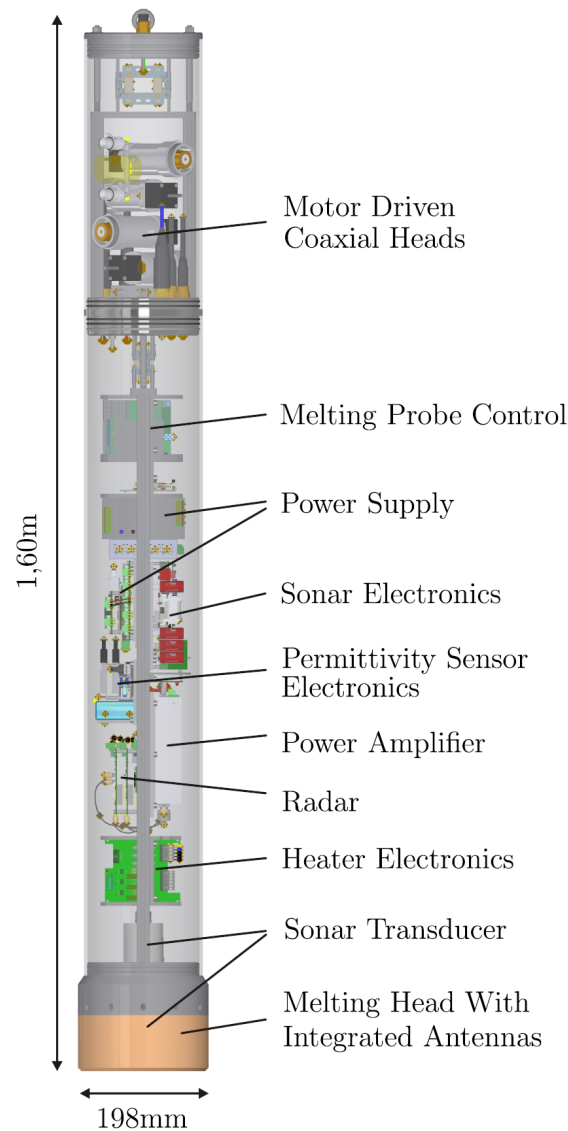 Motor Driven
Coaxial Heads
Melting Probe Control
Power Supply
1,60m
Sonar Electronics
Permittivity Sensor
Electronics
Power Amplifier
Radar
Heater Electronics
Sonar Transducer
Melting Head With
Integrated Antennas
198mm